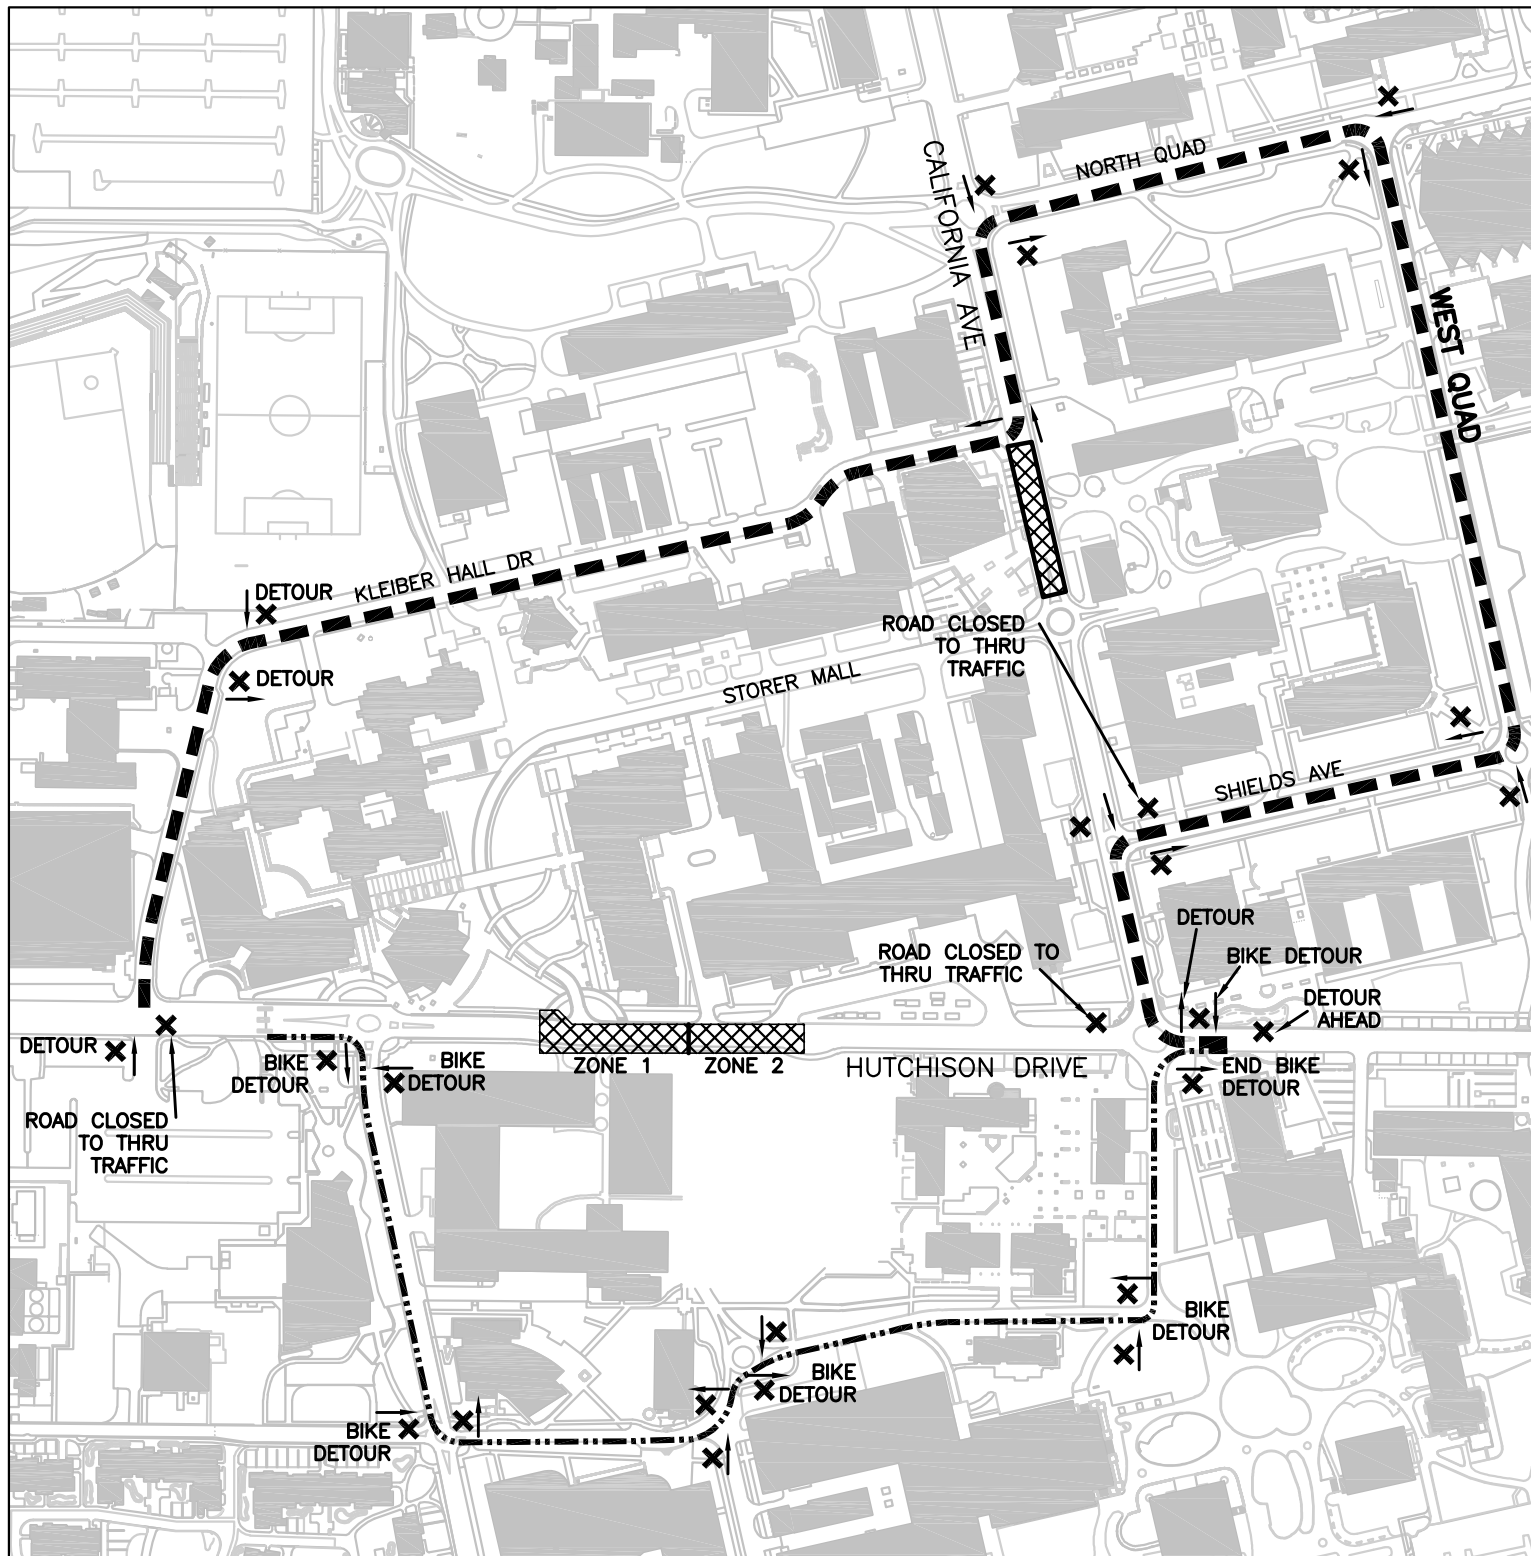 NORTH QUAD
CALIFORNIA AVE
WEST QUAD
KLEIBER HALL DR
DETOUR
DETOUR
ROAD CLOSED
TO THRU
TRAFFIC
STORER MALL
SHIELDS AVE
DETOUR
ROAD CLOSED TO
THRU TRAFFIC
BIKE DETOUR
DETOUR
AHEAD
DETOUR
BIKE
DETOUR
BIKE
DETOUR
ZONE 1
ZONE 2
HUTCHISON DRIVE
END BIKE
DETOUR
ROAD CLOSED
TO THRU
TRAFFIC
BIKE
DETOUR
BIKE
DETOUR
BIKE
DETOUR